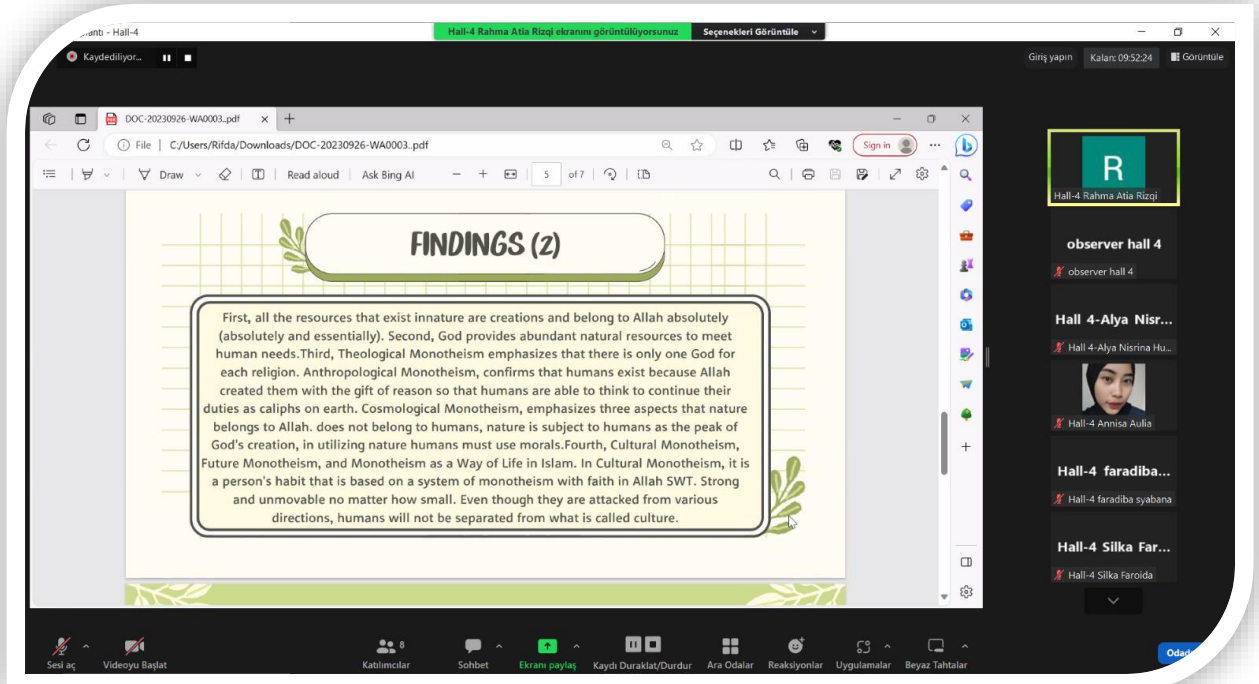 - Hall-4
Hall-4 Rahma Atia Rizqi ekranını görüntülüyorsunuz
Seçenekleri Görüntüle
Kaydediliyor...
Giriş yapın
Kalan: 09:52:24
Görüntüle
DOC-20230926-WA0003_.pdf
File | C:/Users/Rifda/Downloads/DOC-20230926-WA0003_.pdf
Sign in
Draw
Read aloud
Ask Bing AI
5 of 7
FINDINGS (2)
First, all the resources that exist innature are creations and belong to Allah absolutely
(absolutely and essentially). Second, God provides abundant natural resources to meet
human needs.Third, Theological Monotheism emphasizes that there is only one God for
each religion. Anthropological Monotheism, confirms that humans exist because Allah
created them with the gift of reason so that humans are able to think to continue their
duties as caliphs on earth. Cosmological Monotheism, emphasizes three aspects that nature
belongs to Allah. does not belong to humans, nature is subject to humans as the peak of
God's creation, in utilizing nature humans must use morals.Fourth, Cultural Monotheism,
Future Monotheism, and Monotheism as a Way of Life in Islam. In Cultural Monotheism, it is
a person's habit that is based on a system of monotheism with faith in Allah SWT. Strong
and unmovable no matter how small. Even though they are attacked from various
directions, humans will not be separated from what is called culture.
R
Hall-4 Rahma Atia Rizqi
observer hall 4
observer hall 4
Hall 4-Alya Nisr...
Hall 4-Alya Nisrina Hu...
Hall-4 Annisa Aulia
Hall-4 faradiba...
Hall-4 faradiba syabana
Hall-4 Silka Far...
Hall-4 Silka Faroida
Sesi aç
Videoyu Başlat
8
Katılımcılar
Sohbet
Ekranı paylaş
Kaydı Duraklat/Durdur
Ara Odalar
Reaksiyonlar
Uygulamalar
Beyaz Tahtalar